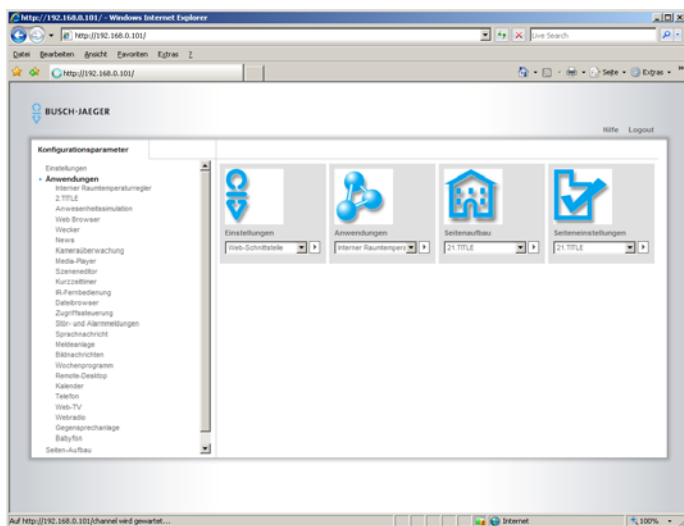 http://192.168.0.101/ - Windows Internet Explorer
http://192.168.0.101/
Live Search
Datei Bearbeiten Ansicht Favoriten Extras ?
http://192.168.0.101/
Seite Extras
BUSCH-JAEGER
Hilfe Logout
Konfigurationsparameter
Einstellungen
Anwendungen
Interner Raumtemperaturregler
2.TITLE
Anwesenheitssimulation
Web Browser
Wecker
News
Kameraüberwachung
Media-Player
Szeneneditor
Kurzzeittimer
IR-Fernbedienung
Dateibrowser
Zugriffssteuerung
Stör- und Alarmmeldungen
Sprachnachricht
Meldeanlage
Bildnachrichten
Wochenprogramm
Remote-Desktop
Kalender
Telefon
Web-TV
Webradio
Gegensprechanlage
Babyfon
Seiten-Aufbau
Einstellungen
Web-Schnittstelle
Anwendungen
Interner Raumtempera
Seitenaufbau
21.TITLE
Seiteneinstellungen
21.TITLE
Auf http://192.168.0.101/channel wird gewartet...
Internet
100%